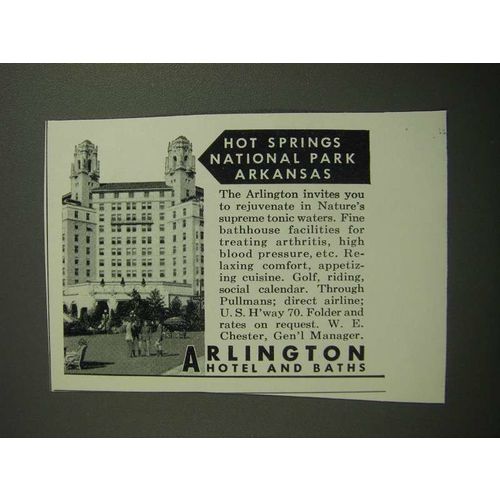 HOT SPRINGS
NATIONAL PARK
ARKANSAS
The Arlington invites you
to rejuvenate in Nature's
supreme tonic waters. Fine
bathhouse facilities for
treating arthritis, high
blood pressure, etc. Re-
laxing comfort, appetiz-
ing cuisine. Golf, riding,
social calendar. Through
Pullmans; direct airline;
U.S. H'way 70. Folder and
rates on request. W. E.
Chester, Gen'l Manager.
ARLINGTON
HOTEL AND BATHS